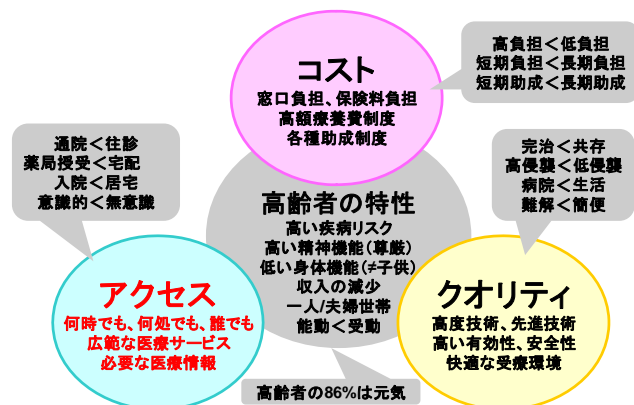 コスト
窓口負担、保険料負担
高額療養費制度
各種助成制度
高負担＜低負担
短期負担＜長期負担
短期助成＜長期助成
通院＜往診
薬局授受＜宅配
入院＜居宅
意識的＜無意識
完治＜共存
高侵襲＜低侵襲
病院＜生活
難解＜簡便
高齢者の特性
高い疾病リスク
高い精神機能（尊厳）
低い身体機能（≠子供）
収入の減少
一人/夫婦世帯
能動＜受動
アクセス
何時でも、何処でも、誰でも
広範な医療サービス
必要な医療情報
クオリティ
高度技術、先進技術
高い有効性、安全性
快適な受療環境
高齢者の86%は元気